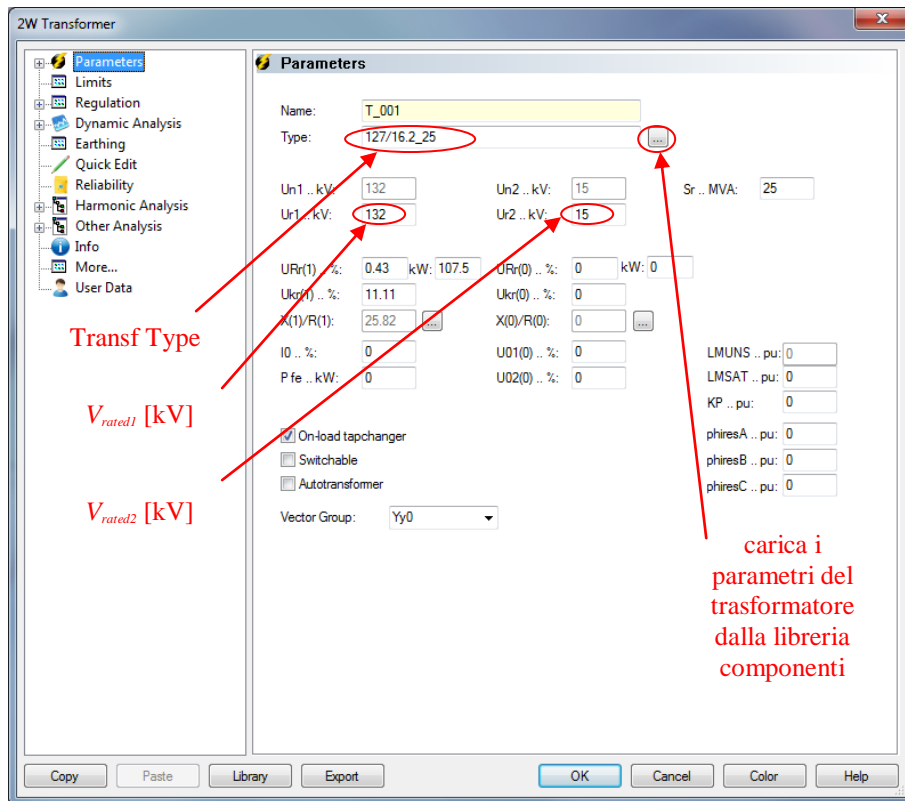 2W Transformer
Parameters
Limits
Regulation
Dynamic Analysis
Earthing
Quick Edit
Reliability
Harmonic Analysis
Other Analysis
Info
More...
User Data
Parameters
Name: T_001
Type: 127/16.2_25 ...
Un1 .. kV: 132 Un2 .. kV: 15 Sr .. MVA: 25
Ur1 .. kV: 132 Ur2 .. kV: 15
URr(1) .. %: 0.43 kW: 107.5 URr(0) .. %: 0 kW: 0
Ukr(1) .. %: 11.11 Ukr(0) .. %: 0
X(1)/R(1): 25.82 ... X(0)/R(0): 0 ...
I0 .. %: 0 U01(0) .. %: 0 LMUNS .. pu: 0
P fe .. kW: 0 U02(0) .. %: 0 LMSAT .. pu: 0
KP .. pu: 0
On-load tapchanger phiresA .. pu: 0
Switchable phiresB .. pu: 0
Autotransformer phiresC .. pu: 0
Vector Group: Yy0
Transf Type
Vrated1 [kV]
Vrated2 [kV]
carica i
parametri del
trasformatore
dalla libreria
componenti
Copy Paste Library Export OK Cancel Color Help